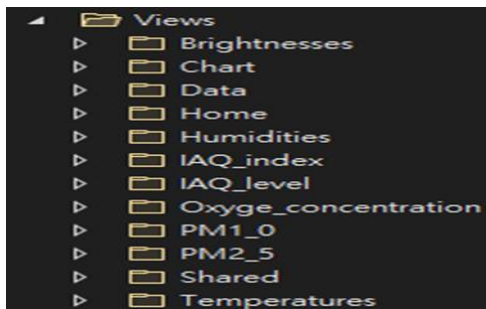 Views
Brightnesses
Chart
Data
Home
Humidities
IAQ_index
IAQ_level
Oxyge_concentration
PM1_0
PM2_5
Shared
Temperatures